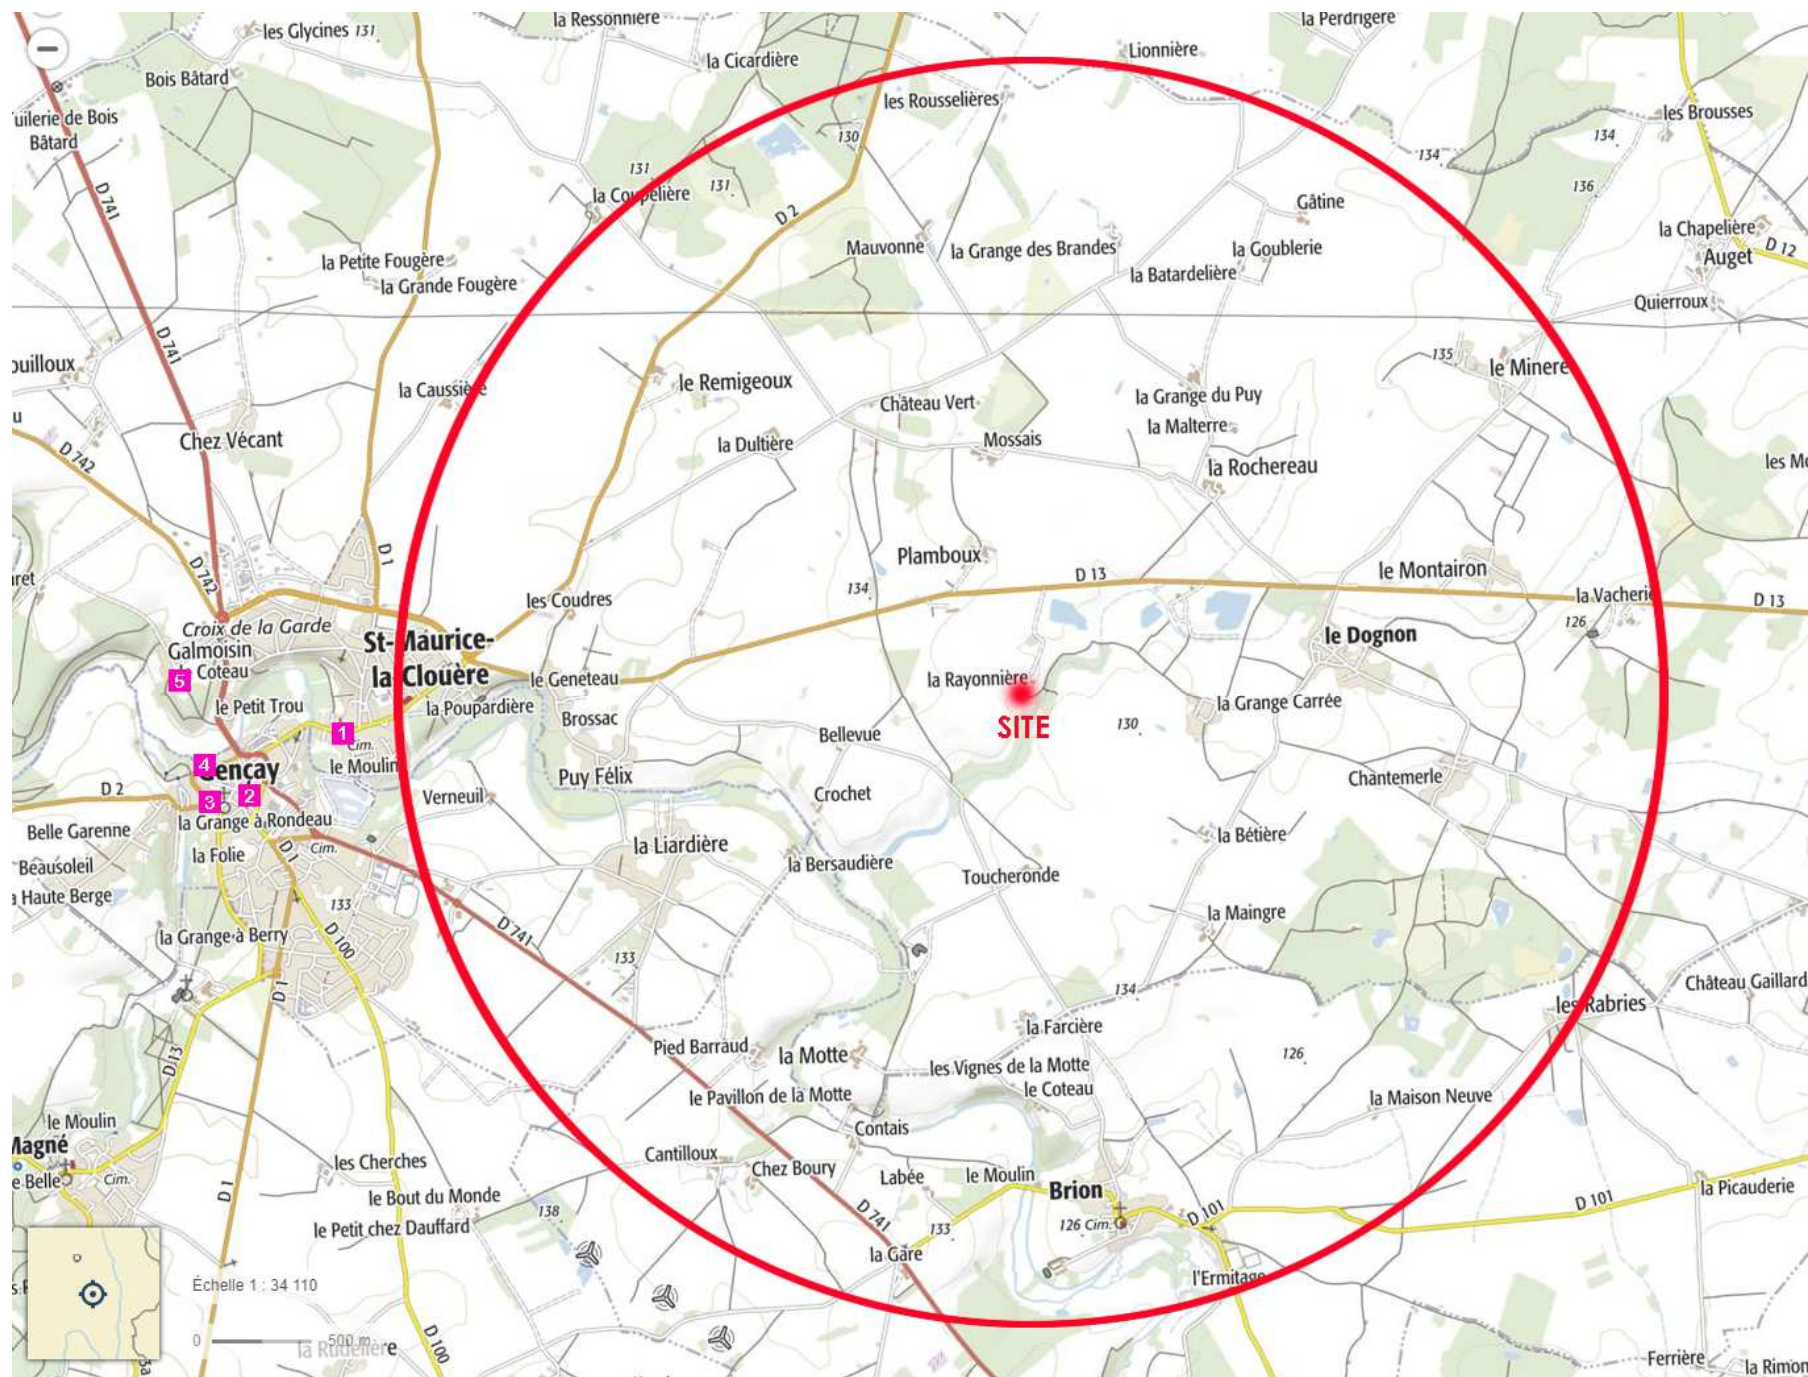 la Ressonnière
la Perdrigère
les Glycines
131
Lionnière
la Cicardière
Bois Bâtard
les Rousselières
les Brousses
uilerie de Bois
Bâtard
130
134
134
131
131
136
D 741
la Coupelière
Gâtine
D 2
la Chapelière
D 12
Mauvonne
la Grange des Brandes
la Goublerie
Auget
la Petite Fougère
la Batardelière
la Grande Fougère
Quierroux
D 741
ouilloux
135
le Minere
le Remigeoux
la Caussière
la Grange du Puy
Château Vert
u
la Malterre
Chez Vécant
la Dultière
Mossais
D 742
la Rochereau
les Mo
D 1
Plamboux
D 742
D 13
le Montairon
134
la Vacherie
D 13
les Coudres
126
Croix de la Garde
St-Maurice-
la-Clouère
le Dognon
Galmoisin
le Coteau
5
le Geneteau
la Rayonnière
le Petit Trou
la Poupardière
Brossac
la Grange Carrée
SITE
130
1
Cim.
Bellevue
le Moulin
4
Gençay
Puy Félix
Chantemerle
D 2
3
2
Verneuil
Crochet
la Grange à Rondeau
Belle Garenne
la Bétière
D 1
Cim.
la Liardière
la Folie
Beausoleil
la Bersaudière
Toucheronde
a Haute Berge
133
la Maingre
la Grange à Berry
D 100
D 741
133
D 1
134
Château Gaillard
les Rabries
la Farcière
Pied Barraud
la Motte
126
D 13
les Vignes de la Motte
le Coteau
le Pavillon de la Motte
la Maison Neuve
le Moulin
Contais
Magné
les Cherches
Cantilloux
Chez Boury
e Belle
Cim.
Labée
le Moulin
Brion
la Picauderie
D 1
le Bout du Monde
D 101
138
D 741
133
126 Cim.
D 101
le Petit chez Dauffard
la Gare
l'Ermitage
Échelle 1 : 34 110
0
500 m
D 100
Ferrière
la Rimon